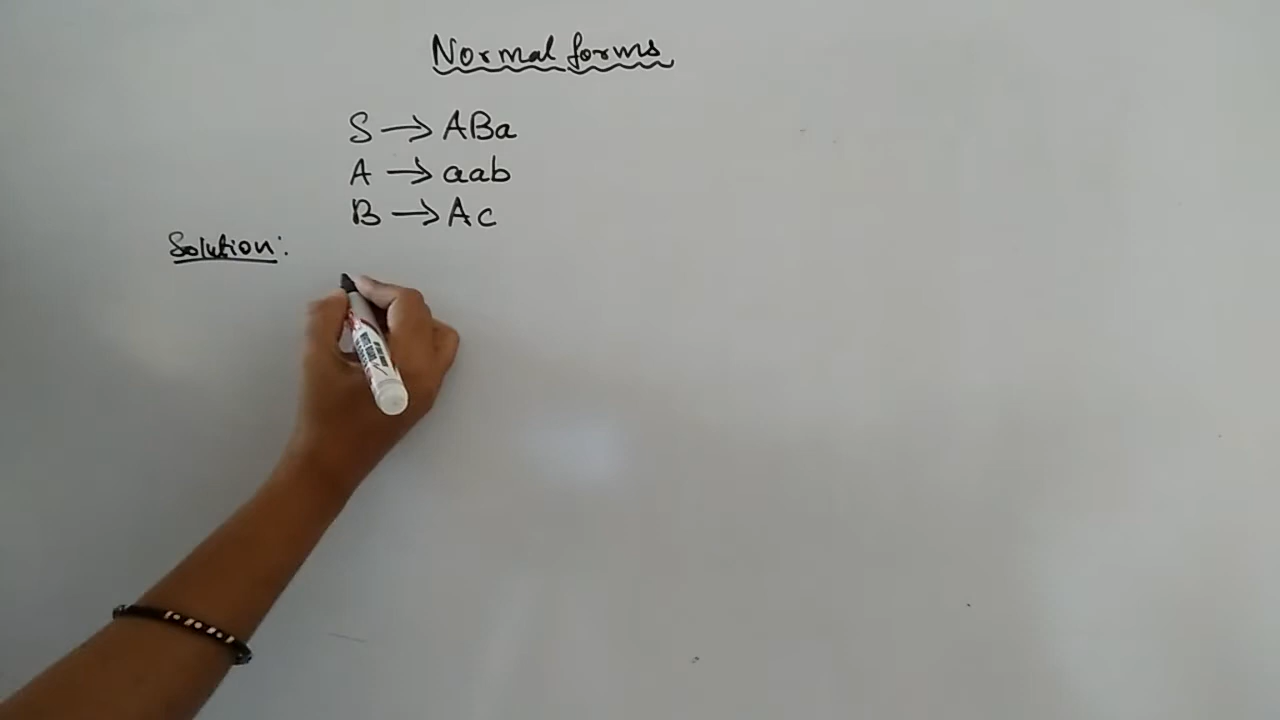 Normal forms
S → ABa
A → aab
B → Ac
Solution: